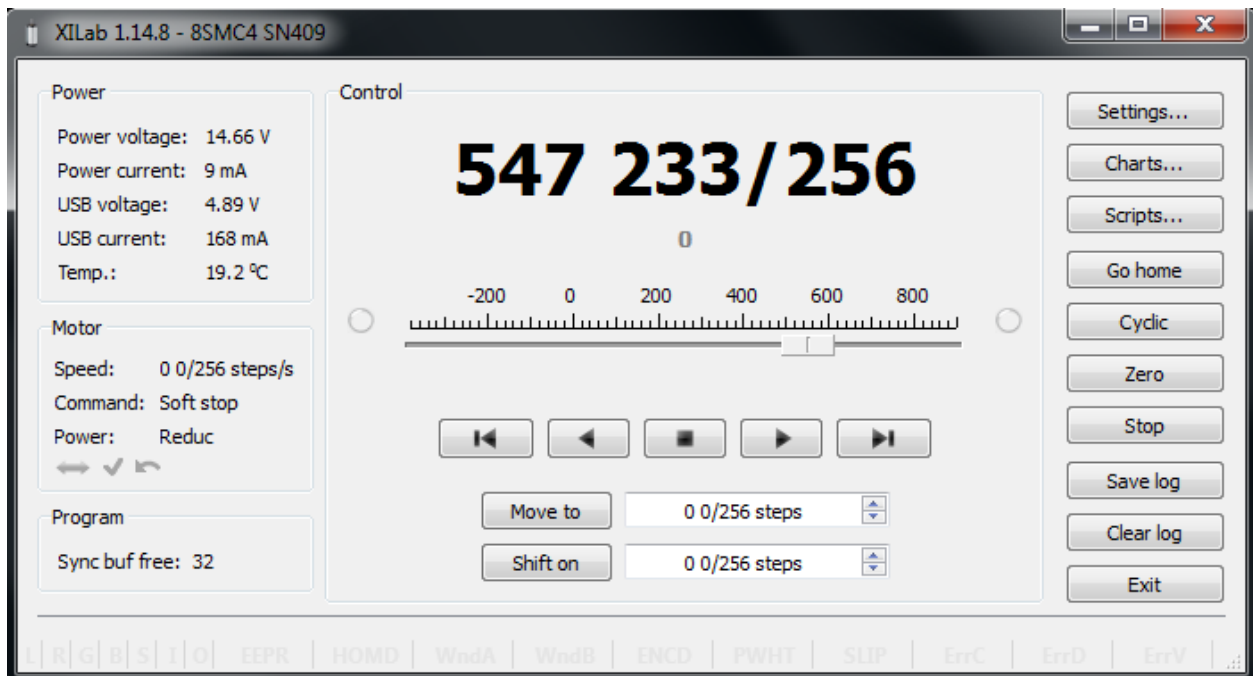 XILab 1.14.8 - 8SMC4 SN409
Power
Power voltage: 14.66 V
Power current: 9 mA
USB voltage: 4.89 V
USB current: 168 mA
Temp.: 19.2 ºC
Motor
Speed: 0 0/256 steps/s
Command: Soft stop
Power: Reduc
Program
Sync buf free: 32
Control
547 233/256
0
-200 0 200 400 600 800
Move to 0 0/256 steps
Shift on 0 0/256 steps
Settings...
Charts...
Scripts...
Go home
Cyclic
Zero
Stop
Save log
Clear log
Exit
L R G B S I O EEPR HOMD WndA WndB ENCD PWHT SLIP ErrC ErrD ErrV